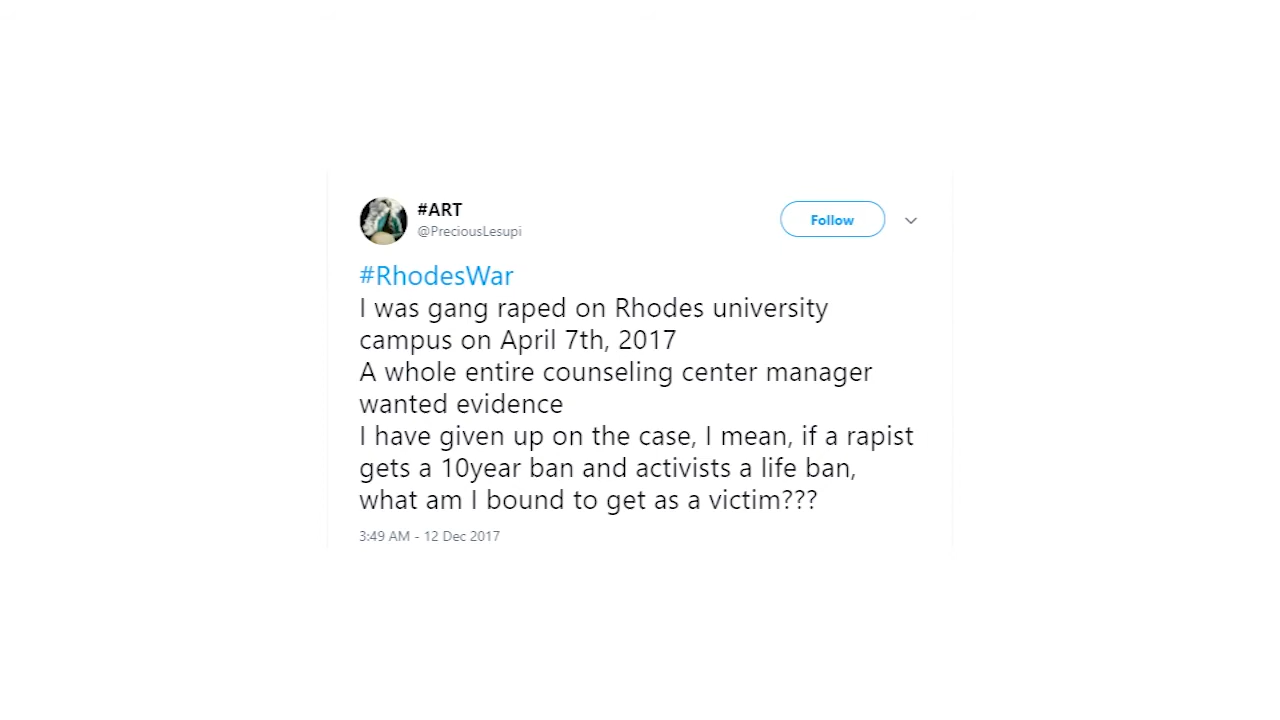 #ART
@PreciousLesupi
Follow
#RhodesWar
I was gang raped on Rhodes university
campus on April 7th, 2017
A whole entire counseling center manager
wanted evidence
I have given up on the case, I mean, if a rapist
gets a 10year ban and activists a life ban,
what am I bound to get as a victim???
3:49 AM - 12 Dec 2017